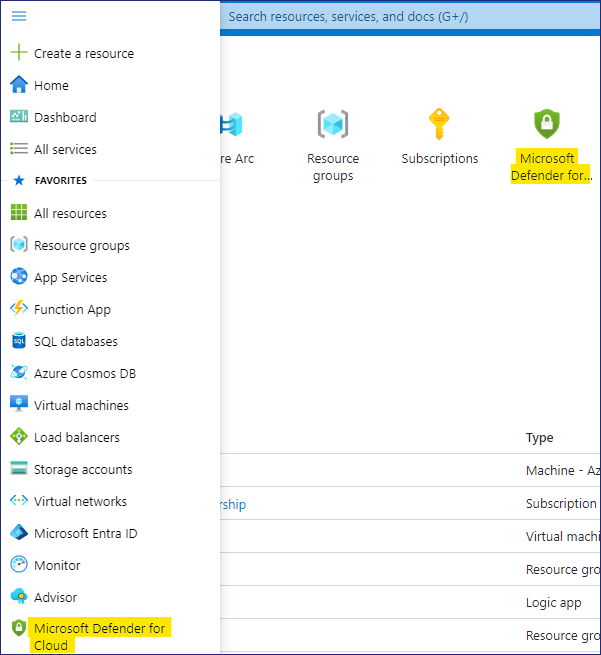 Search resources, services, and docs (G+/)
Create a resource
Home
Dashboard
All services
FAVORITES
All resources
Resource groups
App Services
Function App
SQL databases
Azure Cosmos DB
Virtual machines
Load balancers
Storage accounts
Virtual networks
Microsoft Entra ID
Monitor
Advisor
Microsoft Defender for
Cloud
re Arc
Resource
groups
Subscriptions
Microsoft
Defender for...
Type
Machine - Az
rship
Subscription
Virtual machi
Resource gro
Logic app
Resource gro